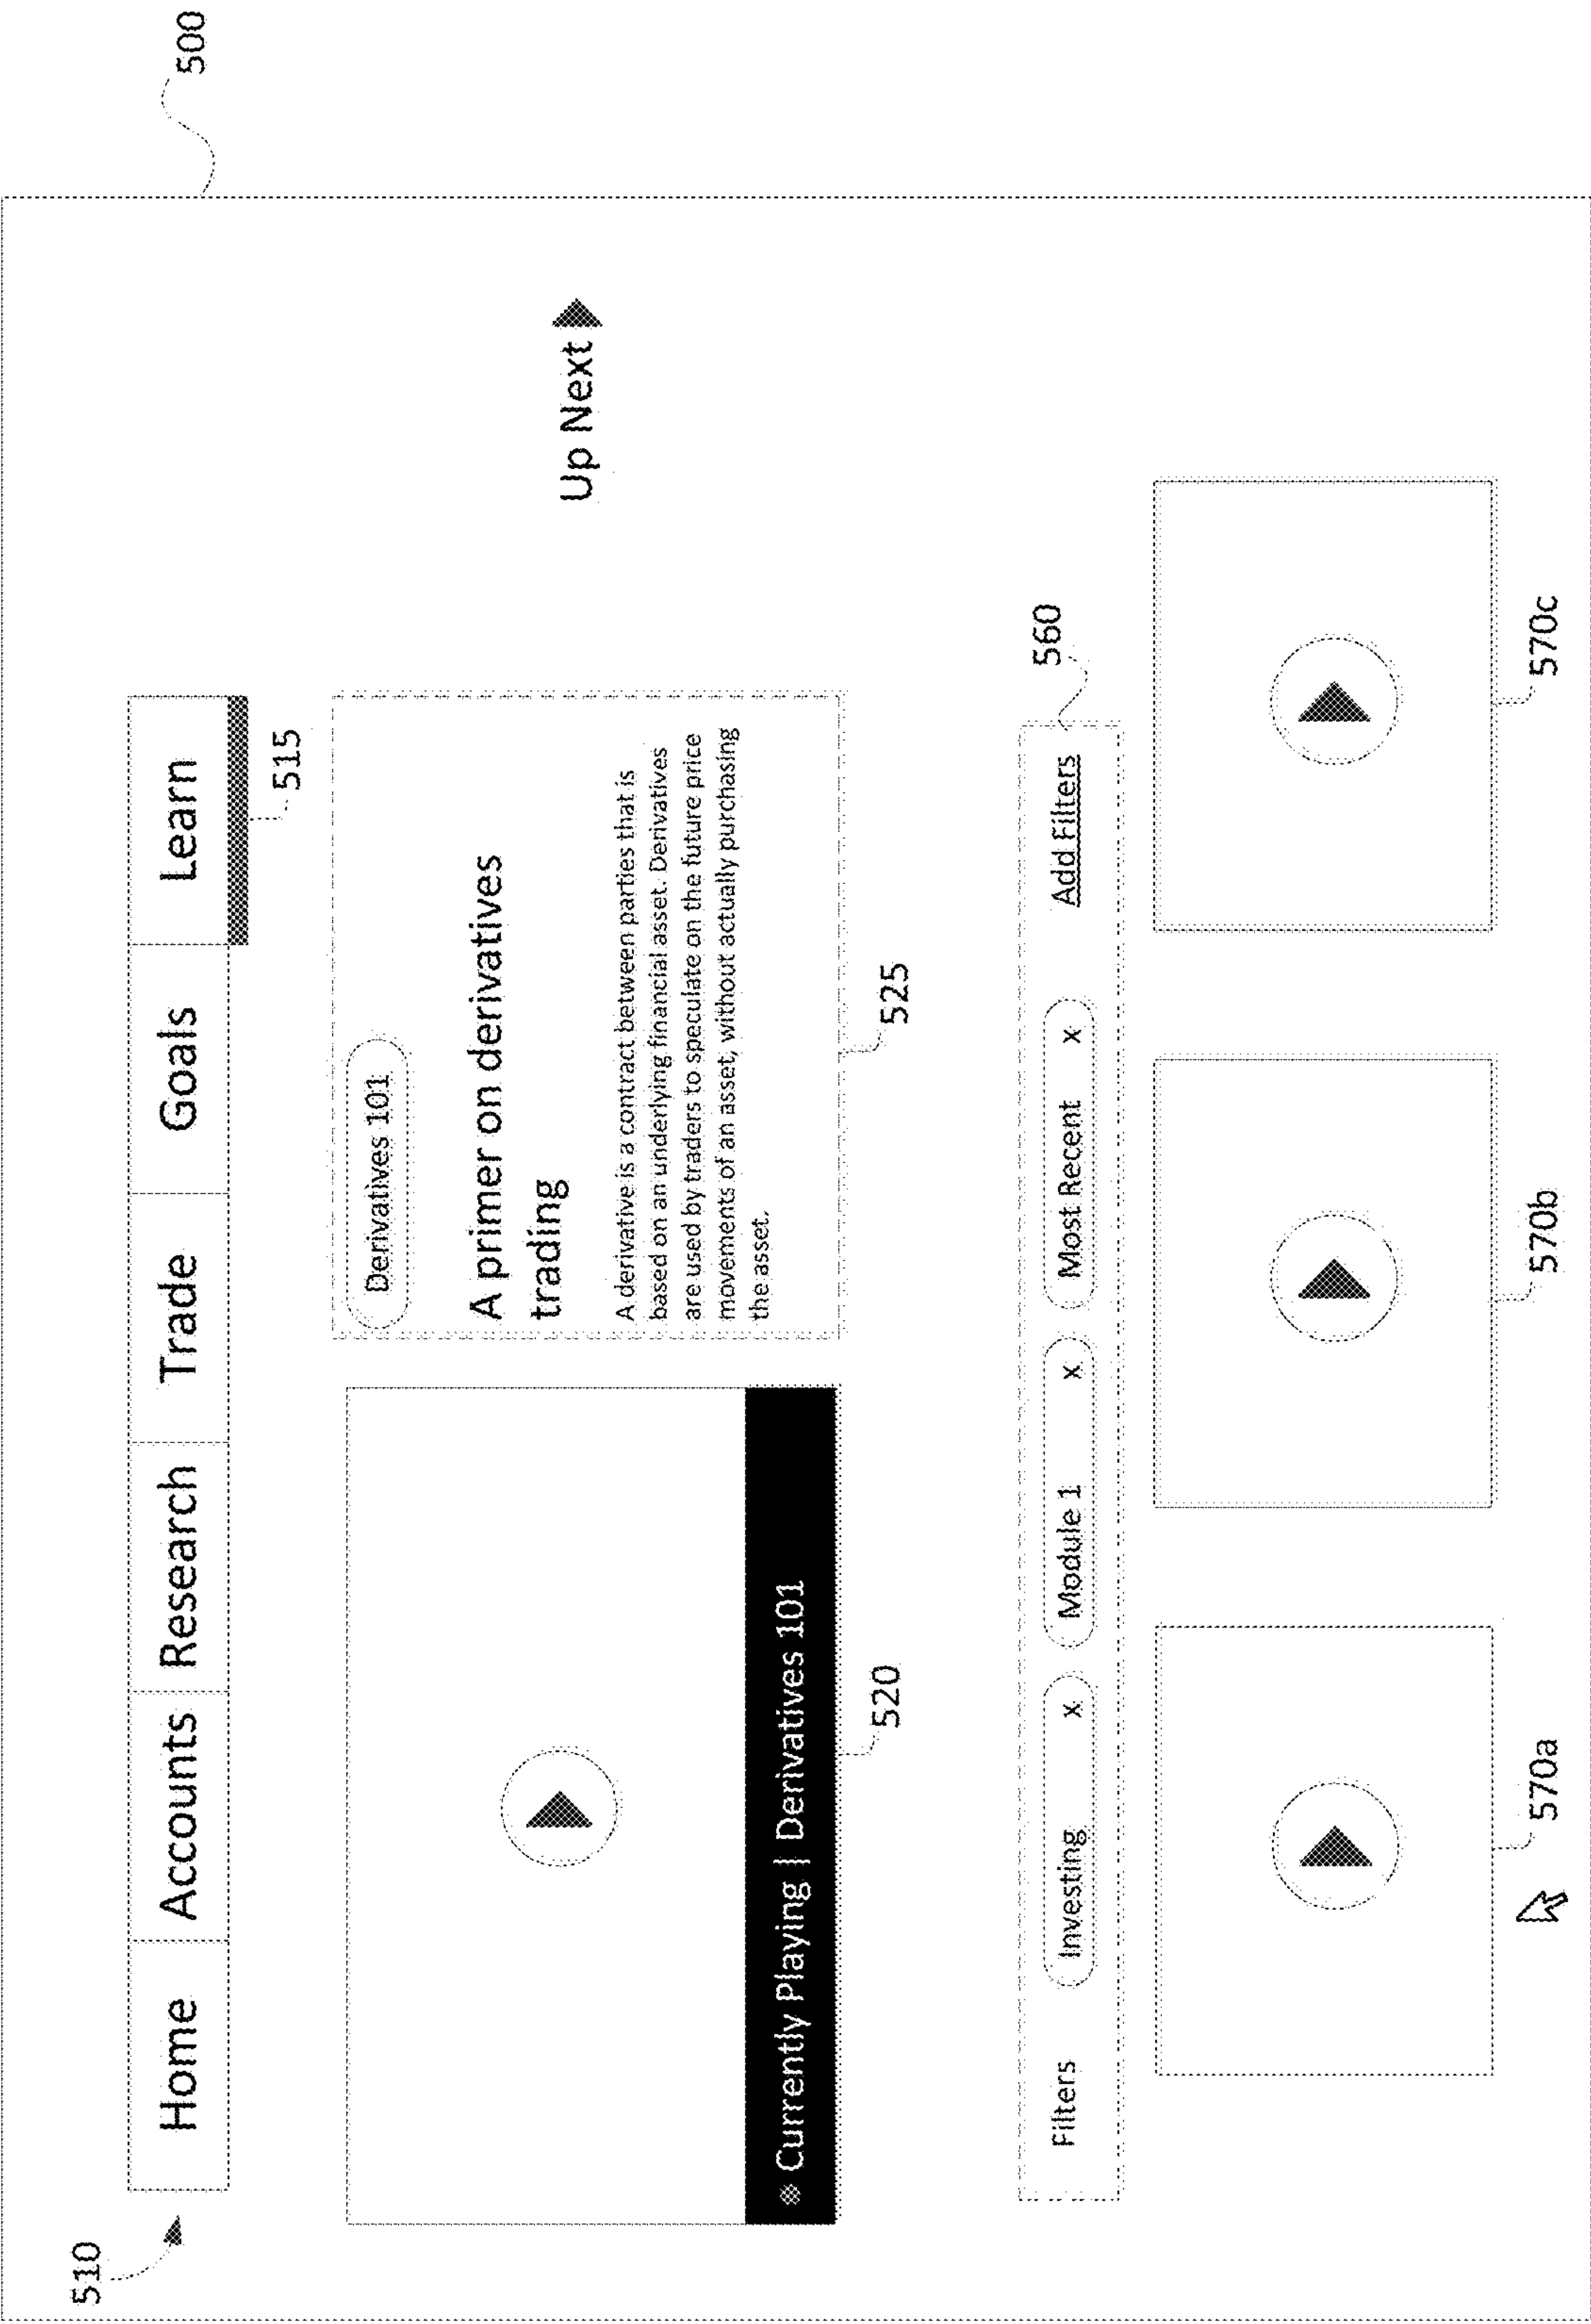 500
510
Home Accounts Research Trade Goals Learn
515
Derivatives 101
A primer on derivatives
trading
A derivative is a contract between parties that is
based on an underlying financial asset. Derivatives
are used by traders to speculate on the future price
movements of an asset, without actually purchasing
the asset.
Up Next
Currently Playing | Derivatives 101
520
525
560
Filters Investing x Module 1 x Most Recent x Add Filters
570a
570b
570c